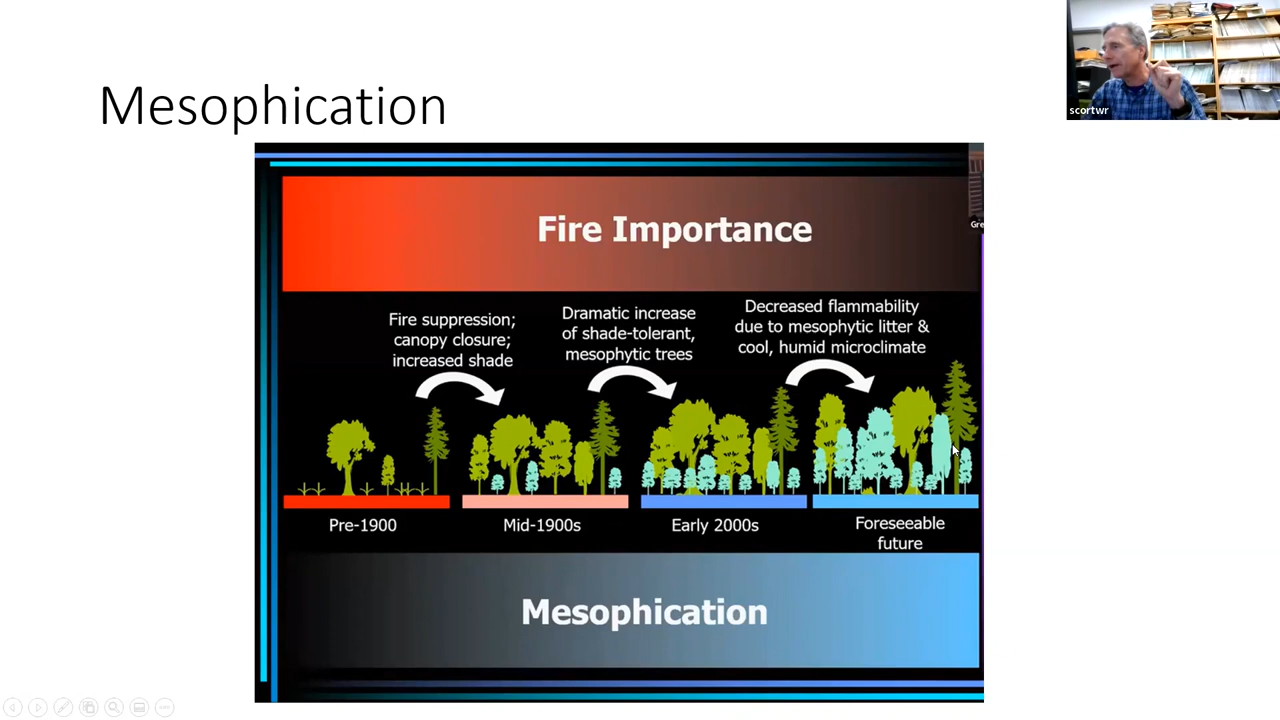 Mesophication
scortwr
Fire Importance
Gre
Fire suppression;
canopy closure;
increased shade
Dramatic increase
of shade-tolerant,
mesophytic trees
Decreased flammability
due to mesophytic litter &
cool, humid microclimate
Pre-1900
Mid-1900s
Early 2000s
Foreseeable
future
Mesophication